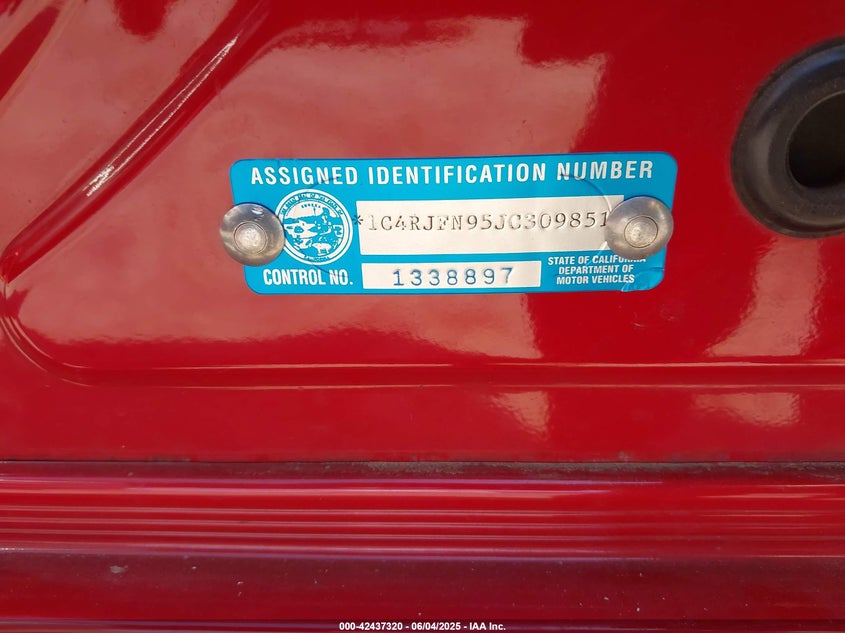 ASSIGNED IDENTIFICATION NUMBER
*1C4RJFN95JC309851
CONTROL NO. 1338897
STATE OF CALIFORNIA
DEPARTMENT OF
MOTOR VEHICLES
000-42437320 - 06/04/2025 - IAA Inc.